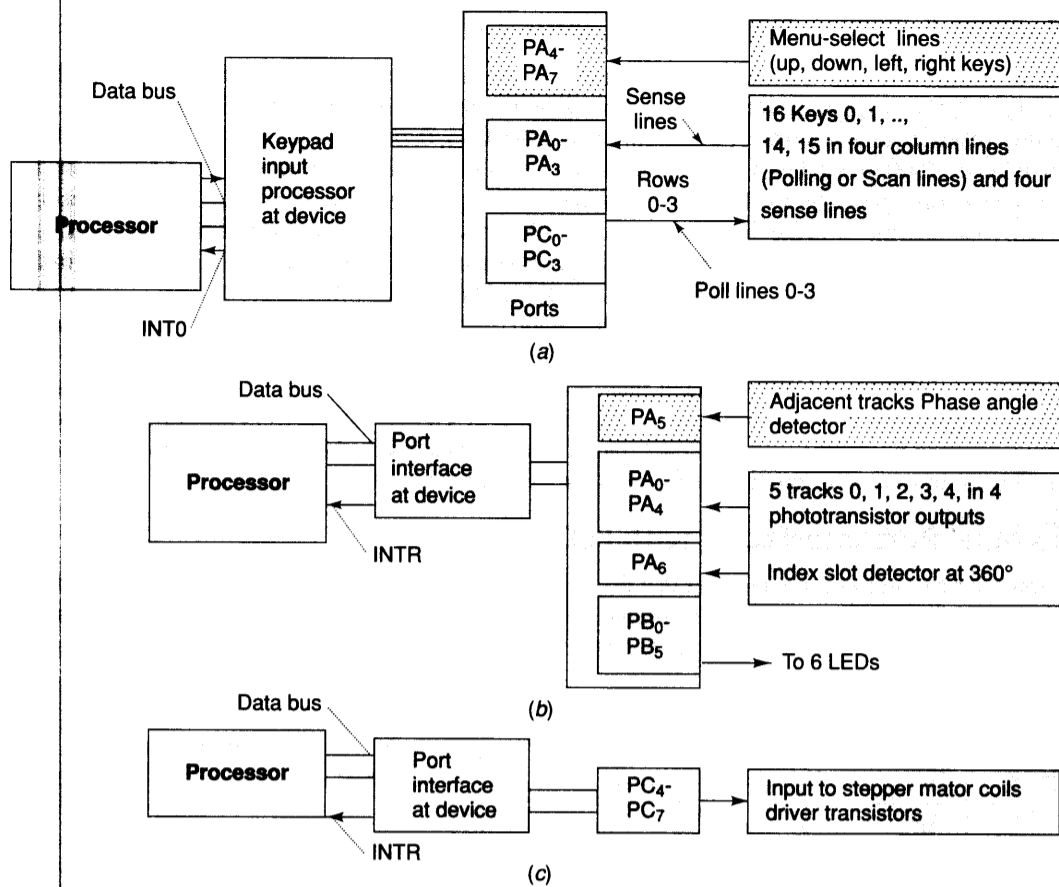 Data bus
Processor
INT0
Keypad
input
processor
at device
PA4-
PA7
PA0-
PA3
PC0-
PC3
Ports
Menu-select lines
(up, down, left, right keys)
Sense
lines
16 Keys 0, 1, ..,
14, 15 in four column lines
(Polling or Scan lines) and four
sense lines
Rows
0-3
Poll lines 0-3
(a)
Data bus
Processor
INTR
Port
interface
at device
PA5
PA0-
PA4
PA6
PB0-
PB5
Adjacent tracks Phase angle
detector
5 tracks 0, 1, 2, 3, 4, in 4
phototransistor outputs
Index slot detector at 360°
To 6 LEDs
(b)
Data bus
Processor
INTR
Port
interface
at device
PC4-
PC7
Input to stepper mator coils
driver transistors
(c)